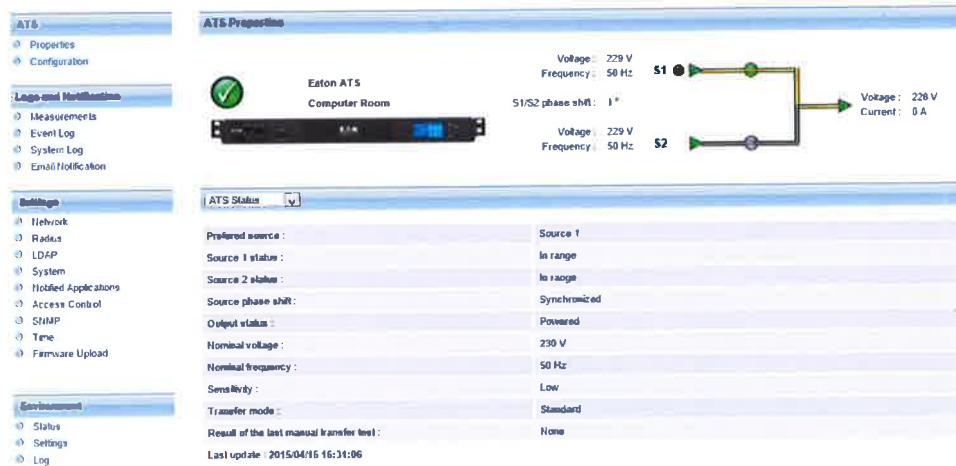 ATS
Properties
Configuration
Logs and Notification
Measurements
Event Log
System Log
Email Notification
Settings
Network
Radius
LDAP
System
Notified Applications
Access Control
SNMP
Time
Firmware Upload
Environment
Status
Settings
Log
ATS Properties
Eaton ATS
Computer Room
EATON
Voltage : 229 V
Frequency : 50 Hz
S1
S1/S2 phase shift : 1 °
Voltage : 229 V
Frequency : 50 Hz
S2
Voltage : 228 V
Current : 0 A
ATS Status
Prefered source :
Source 1
Source 1 status :
In range
Source 2 status :
In range
Source phase shift :
Synchronized
Output status :
Powered
Nominal voltage :
230 V
Nominal frequency :
50 Hz
Sensitivity :
Low
Transfer mode :
Standard
Result of the last manual transfer test :
None
Last update : 2015/04/16 16:31:06